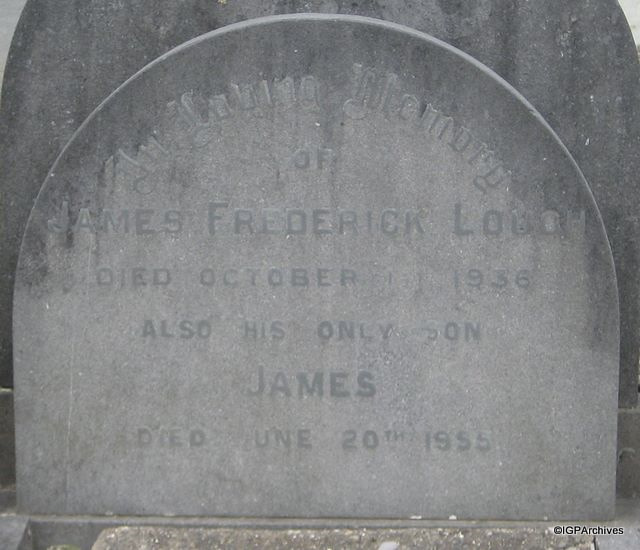 In Loving Memory
OF
JAMES FREDERICK LOUGH
DIED OCTOBER 1936
ALSO HIS ONLY SON
JAMES
DIED JUNE 20TH 1955
©IGPArchives